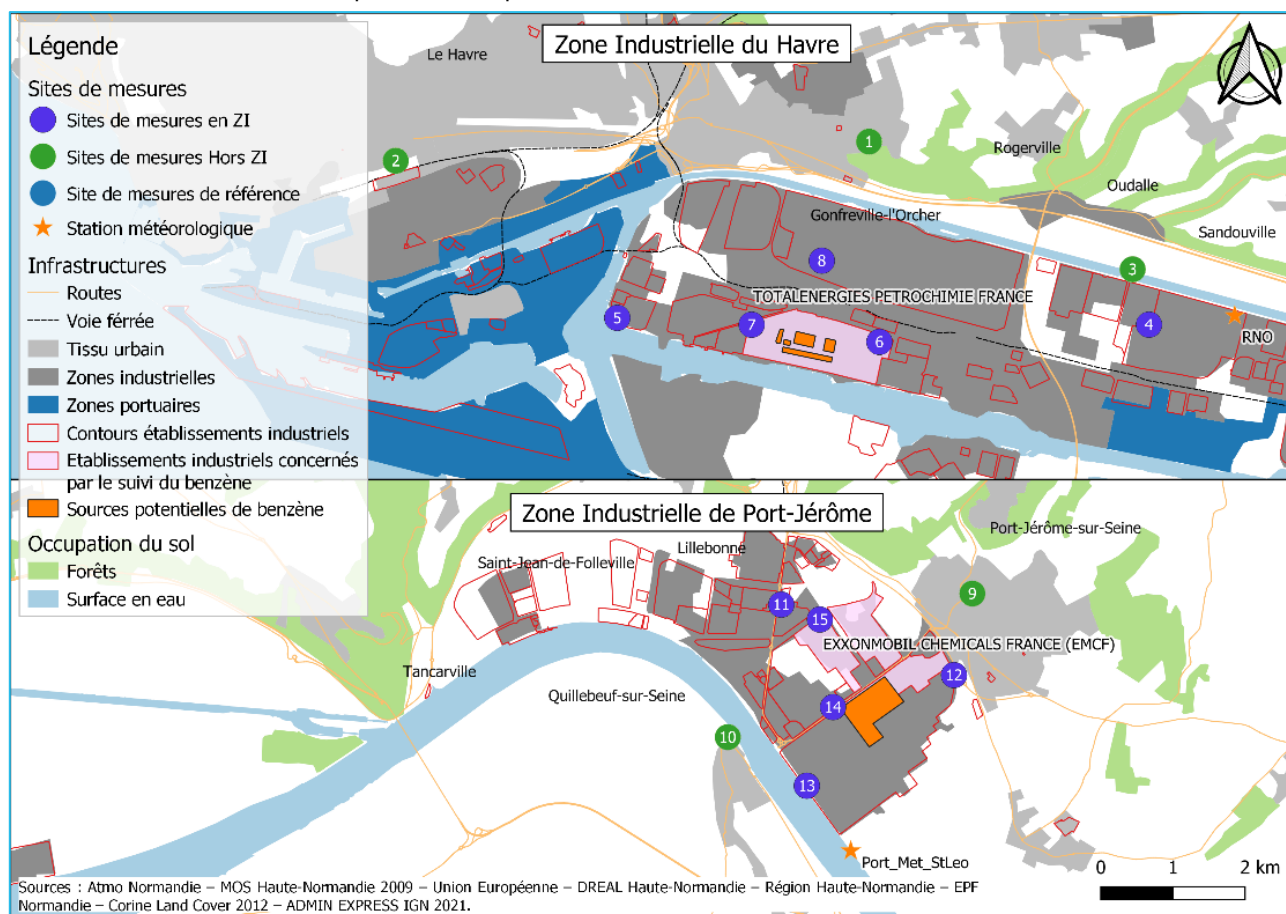 Légende
Sites de mesures
Sites de mesures en ZI
Sites de mesures Hors ZI
Site de mesures de référence
Station météorologique
Infrastructures
Routes
Voie férrée
Tissu urbain
Zones industrielles
Zones portuaires
Contours établissements industriels
Etablissements industriels concernés
par le suivi du benzène
Sources potentielles de benzène
Occupation du sol
Forêts
Surface en eau
Zone Industrielle du Havre
Le Havre
1
2
Rogerville
Oudalle
Gonfreville-l'Orcher
Sandouville
8
3
TOTALENERGIES PETROCHIMIE FRANCE
5
7
6
4
RNO
Zone Industrielle de Port-Jérôme
Port-Jérôme-sur-Seine
Lillebonne
Saint-Jean-de-Folleville
9
11
15
EXXONMOBIL CHEMICALS FRANCE (EMCF)
Tancarville
12
Quillebeuf-sur-Seine
14
10
13
Port_Met_StLeo
0 1 2 km
Sources : Atmo Normandie – MOS Haute-Normandie 2009 – Union Européenne – DREAL Haute-Normandie – Région Haute-Normandie – EPF
Normandie – Corine Land Cover 2012 – ADMIN EXPRESS IGN 2021.